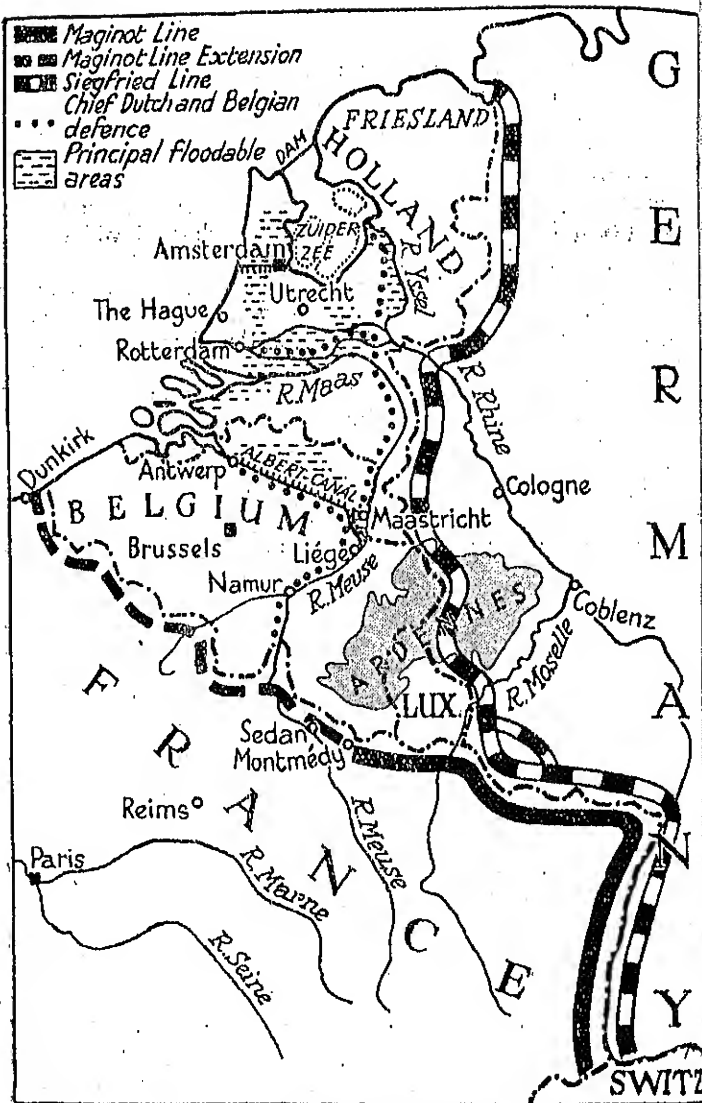 Maginot Line
Maginot Line Extension
Siegfried Line
Chief Dutch and Belgian
defence
Principal floodable
areas
GERMANY
FRIESLAND
DAM
HOLLAND
ZUIDER
ZEE
Amsterdam
R Yssel
Utrecht
The Hague
Rotterdam
R. Maas
R Rhine
Dunkirk
Antwerp
ALBERT CANAL
Cologne
BELGIUM
Maastricht
Brussels
Liége
Namur
R. Meuse
ARDENNES
Coblenz
R. Moselle
LUX.
FRANCE
Sedan
Montmédy
Reims
R. Meuse
Paris
R. Marne
R. Seine
SWITZ